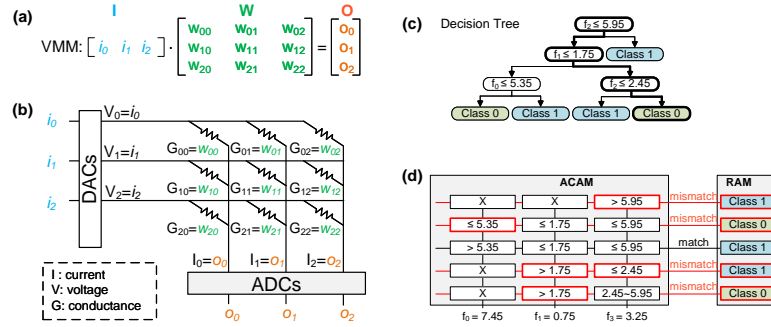 (a)
I W O
VMM: [ i0 i1 i2 ] · [ w00 w01 w02 ] = [ o0 ]
w10 w11 w12 o1
w20 w21 w22 o2
(b)
i0 V0=i0
G00=w00 G01=w01 G02=w02
i1 V1=i1
G10=w10 G11=w11 G12=w12
i2 V2=i2
DACs
G20=w20 G21=w21 G22=w22
I0=o0 I1=o1 I2=o2
ADCs
o0 o1 o2
I : current
V: voltage
G: conductance
(c) Decision Tree
f2 ≤ 5.95
f1 ≤ 1.75 Class 1
f0 ≤ 5.35 f2 ≤ 2.45
Class 0 Class 1 Class 1 Class 0
(d)
ACAM RAM
X X > 5.95 mismatch Class 1
≤ 5.35 ≤ 1.75 ≤ 5.95 mismatch Class 0
> 5.35 ≤ 1.75 ≤ 5.95 match Class 1
X > 1.75 ≤ 2.45 mismatch Class 1
X > 1.75 2.45~5.95 mismatch Class 0
f0 = 7.45 f1 = 0.75 f3 = 3.25